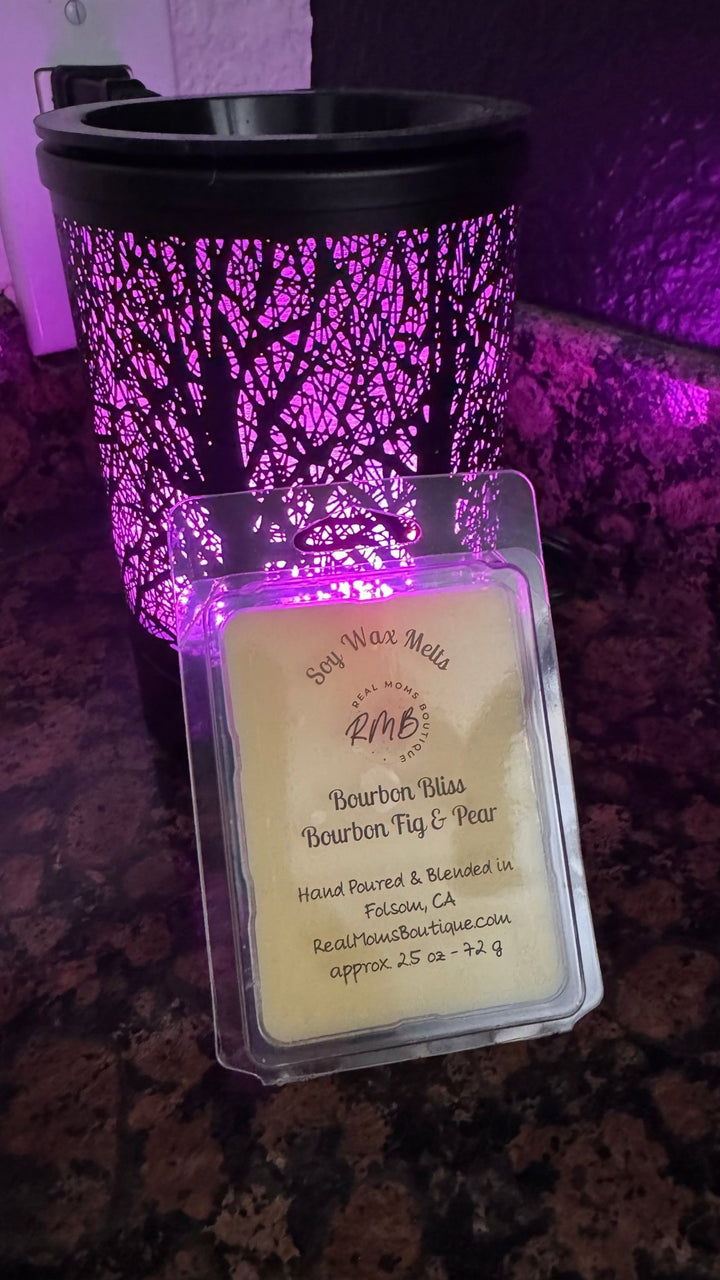 Soy Wax Melts
REAL MOMS BOUTIQUE
RMB
Bourbon Bliss
Bourbon Fig & Pear
Hand Poured & Blended in
Folsom, CA
RealMomsBoutique.com
approx. 2.5 oz - 72 g